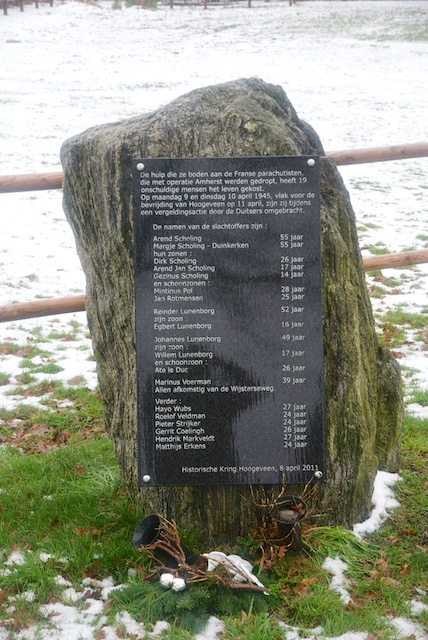 De hulp die ze boden aan de Franse parachutisten,
die met operatie Amherst werden gedropt, heeft 19
onschuldige mensen het leven gekost.
Op maandag 9 en dinsdag 10 april 1945, vlak voor de
bevrijding van Hoogeveen op 11 april, zijn zij tijdens
een vergeldingsactie door de Duitsers omgebracht.
De namen van de slachtoffers zijn :
Arend Scholing 55 jaar
Margje Scholing - Duinkerken 55 jaar
hun zonen :
Dirk Scholing 26 jaar
Arend Jan Scholing 17 jaar
Gezinus Scholing 14 jaar
en schoonzonen :
Mintinus Pol 28 jaar
Jan Rotmensen 25 jaar
Reinder Lunenborg 52 jaar
zijn zoon :
Egbert Lunenborg 16 jaar
Johannes Lunenborg 49 jaar
zijn zoon :
Willem Lunenborg 17 jaar
en schoonzoon :
Ate le Duc 26 jaar
Marinus Voerman 39 jaar
Allen afkomstig van de Wijsterseweg.
Verder :
Hayo Wubs 27 jaar
Roelof Veldman 24 jaar
Pieter Strijker 24 jaar
Gerrit Coelingh 26 jaar
Hendrik Markveldt 27 jaar
Matthijs Erkens 24 jaar
Historische Kring Hoogeveen, 8 april 2011